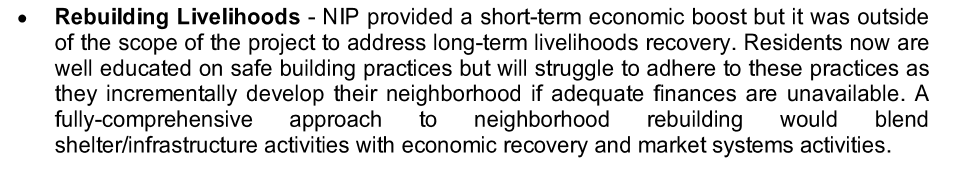 • Rebuilding Livelihoods - NIP provided a short-term economic boost but it was outside
of the scope of the project to address long-term livelihoods recovery. Residents now are
well educated on safe building practices but will struggle to adhere to these practices as
they incrementally develop their neighborhood if adequate finances are unavailable. A
fully-comprehensive approach to neighborhood rebuilding would blend
shelter/infrastructure activities with economic recovery and market systems activities.